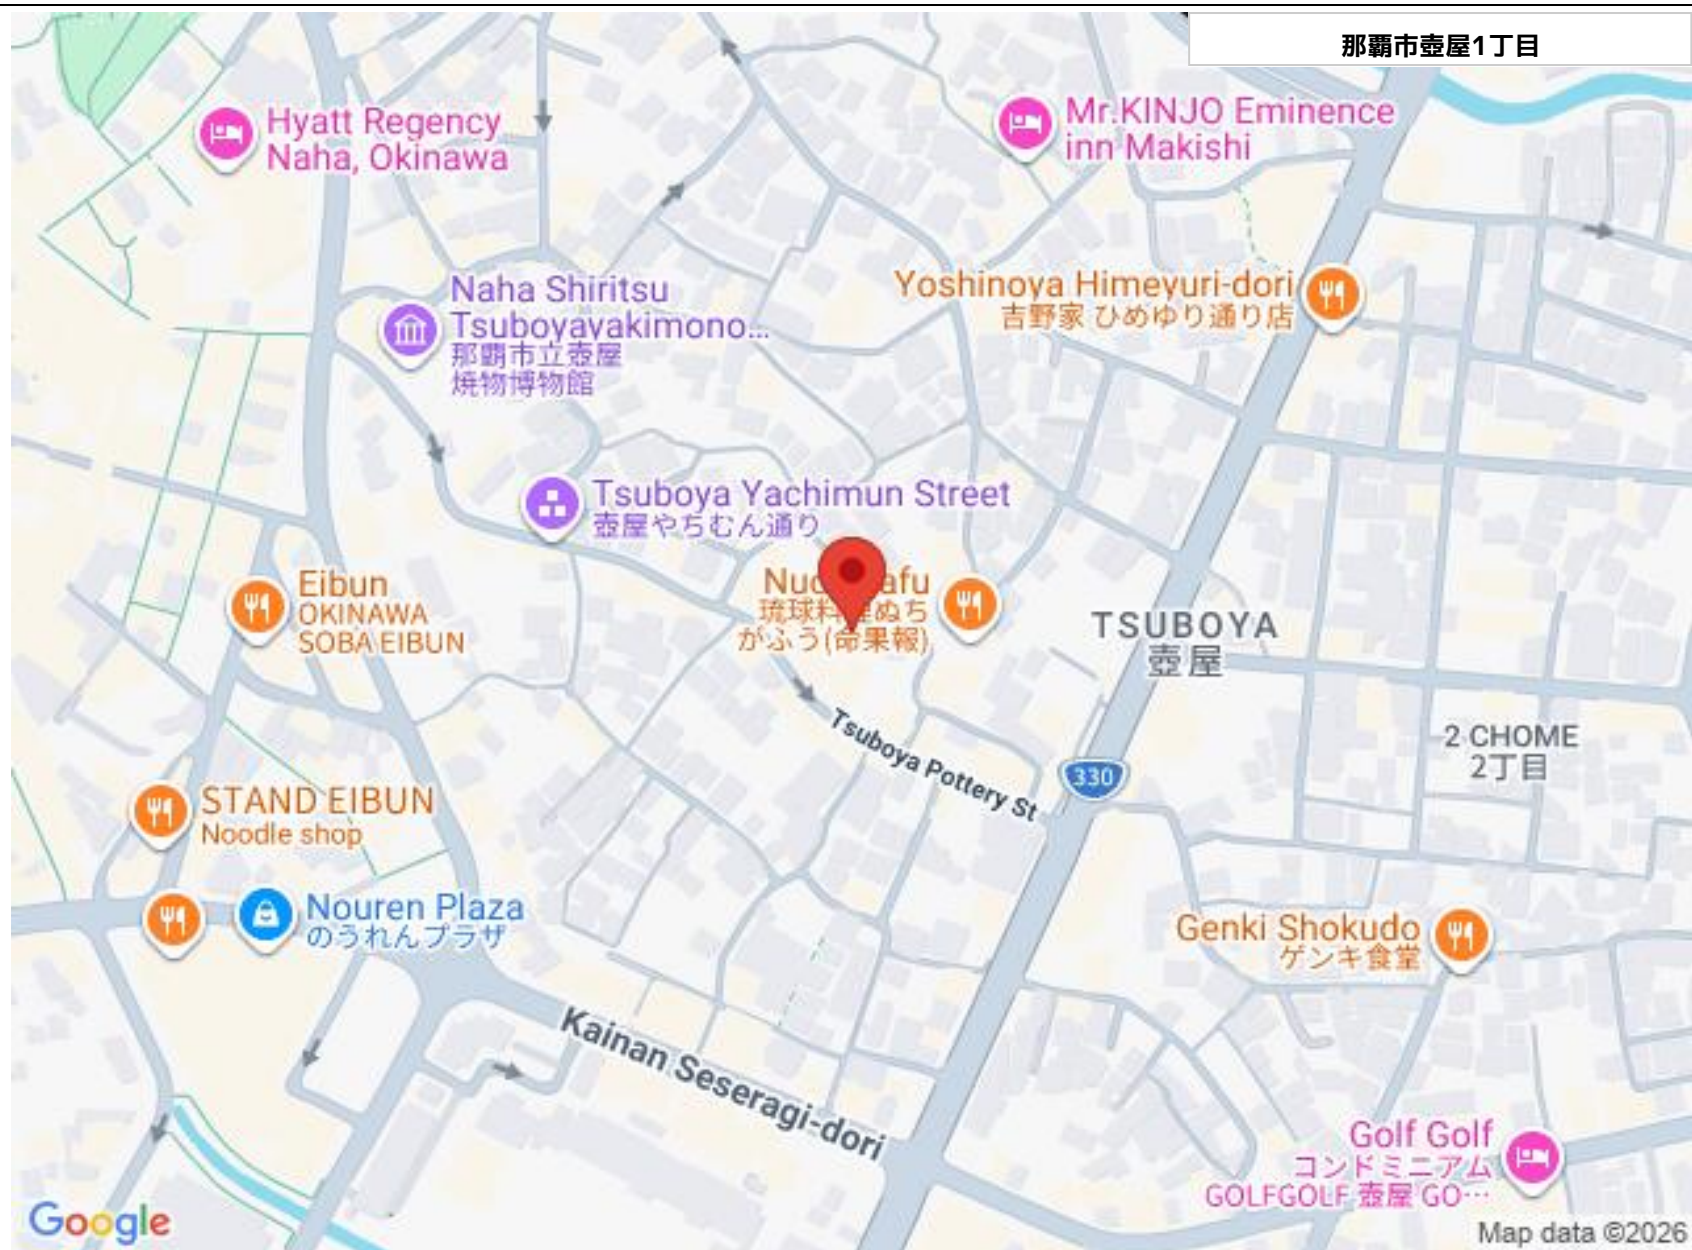 那覇市壺屋1丁目
Hyatt Regency
Naha, Okinawa
Mr.KINJO Eminence
inn Makishi
Naha Shiritsu
Tsuboyayakimono...
那覇市立壺屋
焼物博物館
Yoshinoya Himeyuri-dori
吉野家 ひめゆり通り店
Tsuboya Yachimun Street
壺屋やちむん通り
琉球料理ぬち
がふう(命果報)
Eibun
OKINAWA
SOBA EIBUN
TSUBOYA
壺屋
Tsuboya Pottery St
330
2 CHOME
2丁目
STAND EIBUN
Noodle shop
Nouren Plaza
のうれんプラザ
Genki Shokudo
ゲンキ食堂
Kainan Seseragi-dori
Golf Golf
コンドミニアム
GOLFGOLF 壺屋 GO…
Google
Map data ©2026